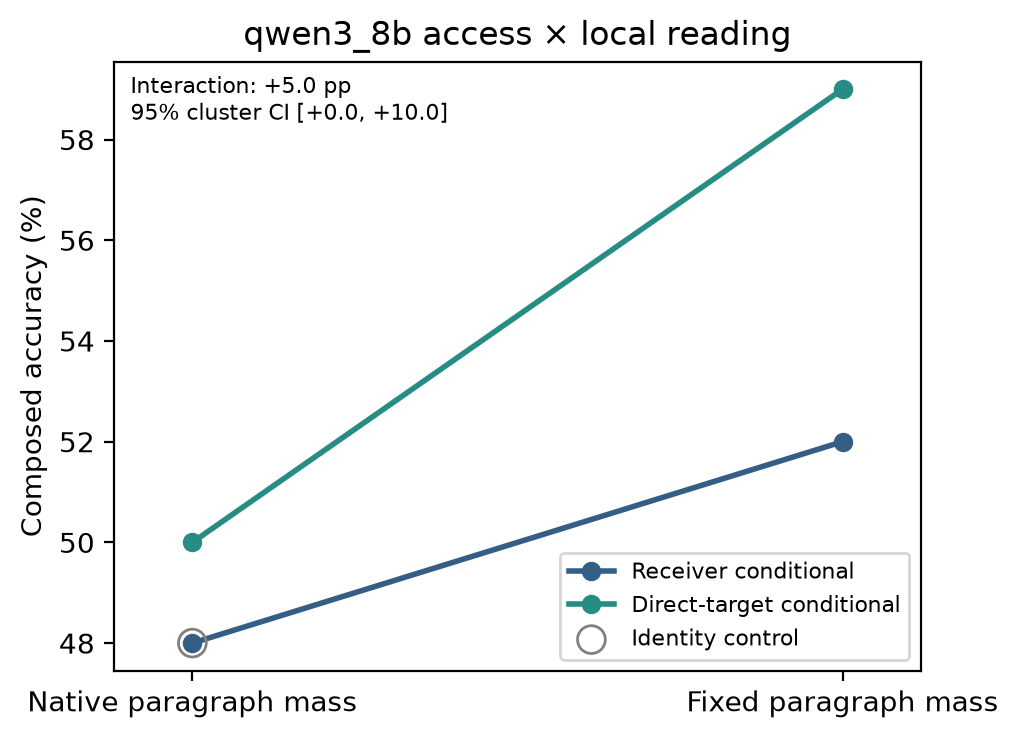 qwen3_8b access × local reading
Interaction: +5.0 pp
95% cluster CI [+0.0, +10.0]
Composed accuracy (%)
58
56
54
52
50
48
Receiver conditional
Direct-target conditional
Identity control
Native paragraph mass
Fixed paragraph mass